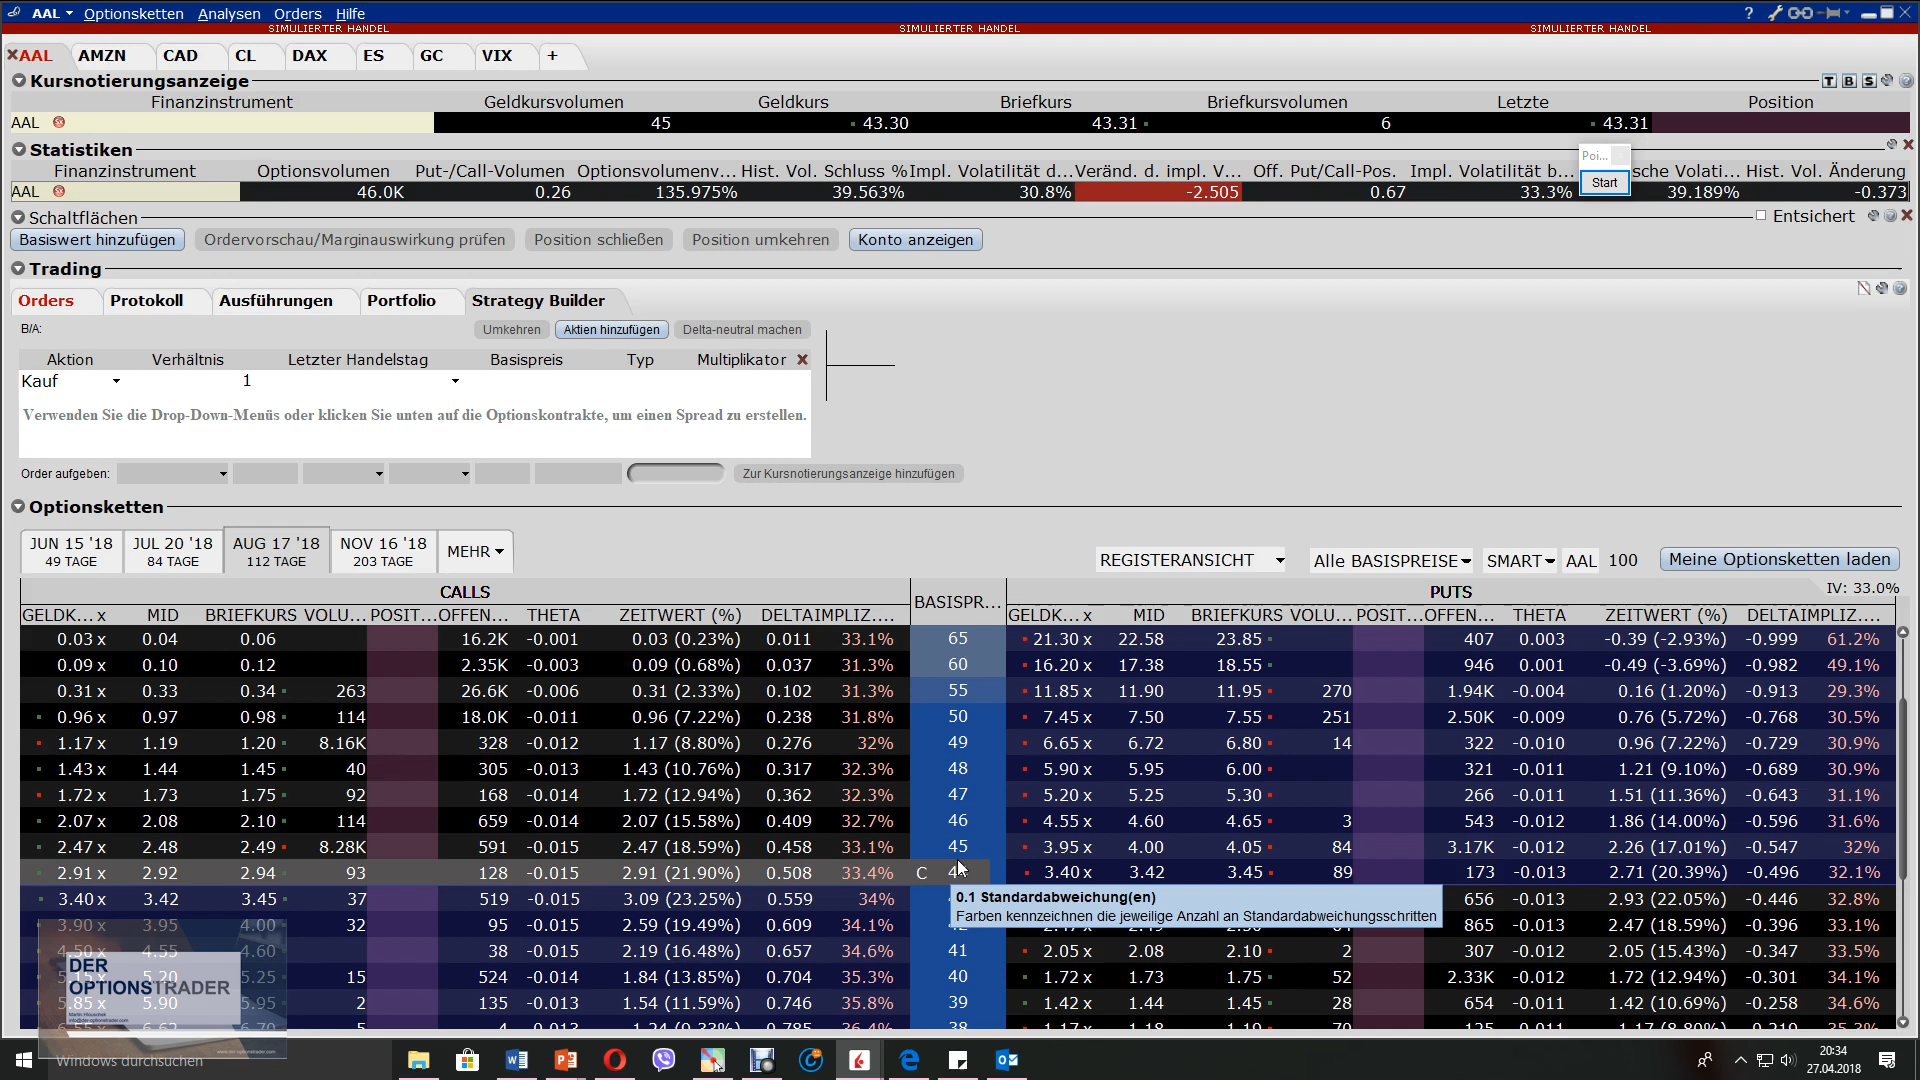 AAL Optionsketten Analysen Orders Hilfe ?
SIMULIERTER HANDEL SIMULIERTER HANDEL SIMULIERTER HANDEL
AAL AMZN CAD CL DAX ES GC VIX +
Kursnotierungsanzeige T B S
Finanzinstrument Geldkursvolumen Geldkurs Briefkurs Briefkursvolumen Letzte Position
AAL 45 43.30 43.31 6 43.31
Statistiken
Poi...
Finanzinstrument Optionsvolumen Put-/Call-Volumen Optionsvolumenv... Hist. Vol. Schluss % Impl. Volatilität d... Veränd. d. impl. V... Off. Put/Call-Pos. Impl. Volatilität b... sche Volati... Hist. Vol. Änderung
Start
AAL 46.0K 0.26 135.975% 39.563% 30.8% -2.505 0.67 33.3% 39.189% -0.373
Schaltflächen Entsichert
Basiswert hinzufügen Ordervorschau/Marginauswirkung prüfen Position schließen Position umkehren Konto anzeigen
Trading
Orders Protokoll Ausführungen Portfolio Strategy Builder
B/A: Umkehren Aktien hinzufügen Delta-neutral machen
Aktion Verhältnis Letzter Handelstag Basispreis Typ Multiplikator
Kauf 1
Verwenden Sie die Drop-Down-Menüs oder klicken Sie unten auf die Optionskontrakte, um einen Spread zu erstellen.
Order aufgeben: Zur Kursnotierungsanzeige hinzufügen
Optionsketten
JUN 15 '18 JUL 20 '18 AUG 17 '18 NOV 16 '18 MEHR
49 TAGE 84 TAGE 112 TAGE 203 TAGE
REGISTERANSICHT Alle BASISPREISE SMART AAL 100 Meine Optionsketten laden
CALLS BASISPR... PUTS IV: 33.0%
GELDK... x MID BRIEFKURS VOLU... POSIT... OFFEN... THETA ZEITWERT (%) DELTA IMPLIZ.... GELDK... x MID BRIEFKURS VOLU... POSIT... OFFEN... THETA ZEITWERT (%) DELTA IMPLIZ....
0.03 x 0.04 0.06 16.2K -0.001 0.03 (0.23%) 0.011 33.1% 65 21.30 x 22.58 23.85 407 0.003 -0.39 (-2.93%) -0.999 61.2%
0.09 x 0.10 0.12 2.35K -0.003 0.09 (0.68%) 0.037 31.3% 60 16.20 x 17.38 18.55 946 0.001 -0.49 (-3.69%) -0.982 49.1%
0.31 x 0.33 0.34 263 26.6K -0.006 0.31 (2.33%) 0.102 31.3% 55 11.85 x 11.90 11.95 270 1.94K -0.004 0.16 (1.20%) -0.913 29.3%
0.96 x 0.97 0.98 114 18.0K -0.011 0.96 (7.22%) 0.238 31.8% 50 7.45 x 7.50 7.55 251 2.50K -0.009 0.76 (5.72%) -0.768 30.5%
1.17 x 1.19 1.20 8.16K 328 -0.012 1.17 (8.80%) 0.276 32% 49 6.65 x 6.72 6.80 14 322 -0.010 0.96 (7.22%) -0.729 30.9%
1.43 x 1.44 1.45 40 305 -0.013 1.43 (10.76%) 0.317 32.3% 48 5.90 x 5.95 6.00 321 -0.011 1.21 (9.10%) -0.689 30.9%
1.72 x 1.73 1.75 92 168 -0.014 1.72 (12.94%) 0.362 32.3% 47 5.20 x 5.25 5.30 266 -0.011 1.51 (11.36%) -0.643 31.1%
2.07 x 2.08 2.10 114 659 -0.014 2.07 (15.58%) 0.409 32.7% 46 4.55 x 4.60 4.65 3 543 -0.012 1.86 (14.00%) -0.596 31.6%
2.47 x 2.48 2.49 8.28K 591 -0.014 2.47 (18.59%) 0.458 33.1% 45 3.95 x 4.00 4.05 84 3.17K -0.012 2.26 (17.01%) -0.547 32%
2.91 x 2.92 2.94 93 128 -0.015 2.91 (21.90%) 0.508 33.4% C 3.40 x 3.42 3.45 89 173 -0.013 2.71 (20.39%) -0.496 32.1%
3.40 x 3.42 3.45 37 519 -0.015 3.09 (23.25%) 0.559 34% 0.1 Standardabweichung(en) 656 -0.013 2.93 (22.05%) -0.446 32.8%
Farben kennzeichnen die jeweilige Anzahl an Standardabweichungsschritten
3.90 x 3.95 4.00 32 95 -0.015 2.59 (19.49%) 0.609 34.1% 865 -0.013 2.47 (18.59%) -0.396 33.1%
4.50 x 4.55 4.60 38 -0.014 2.19 (16.48%) 0.657 34.6% 41 2.05 x 2.08 2.10 2 307 -0.012 2.05 (15.43%) -0.347 33.5%
5.15 x 5.20 5.25 15 524 -0.014 1.84 (13.85%) 0.704 35.3% 40 1.72 x 1.73 1.75 52 2.33K -0.012 1.72 (12.94%) -0.301 34.1%
5.85 x 5.90 5.95 2 135 -0.013 1.54 (11.59%) 0.746 35.8% 39 1.42 x 1.44 1.45 28 654 -0.011 1.42 (10.69%) -0.258 34.6%
DER
OPTIONSTRADER
Windows durchsuchen
20:34
27.04.2018